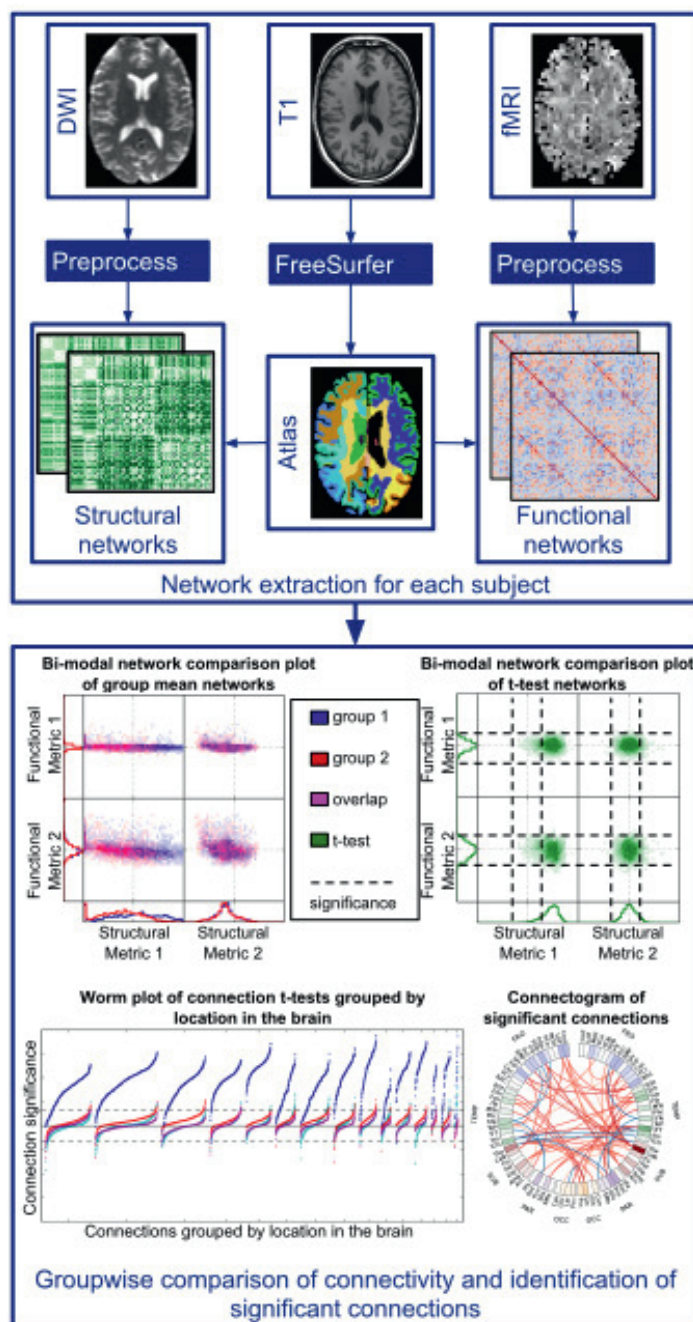 DWI
T1
fMRI
Preprocess
FreeSurfer
Preprocess
Structural
networks
Atlas
Functional
networks
Network extraction for each subject
Bi-modal network comparison plot
of group mean networks
Bi-modal network comparison plot
of t-test networks
Functional
Metric 1
Functional
Metric 2
Structural
Metric 1
Structural
Metric 2
group 1
group 2
overlap
t-test
significance
Functional
Metric 1
Functional
Metric 2
Structural
Metric 1
Structural
Metric 2
Worm plot of connection t-tests grouped by
location in the brain
Connection significance
Connections grouped by location in the brain
Connectogram of
significant connections
Groupwise comparison of connectivity and identification of
significant connections